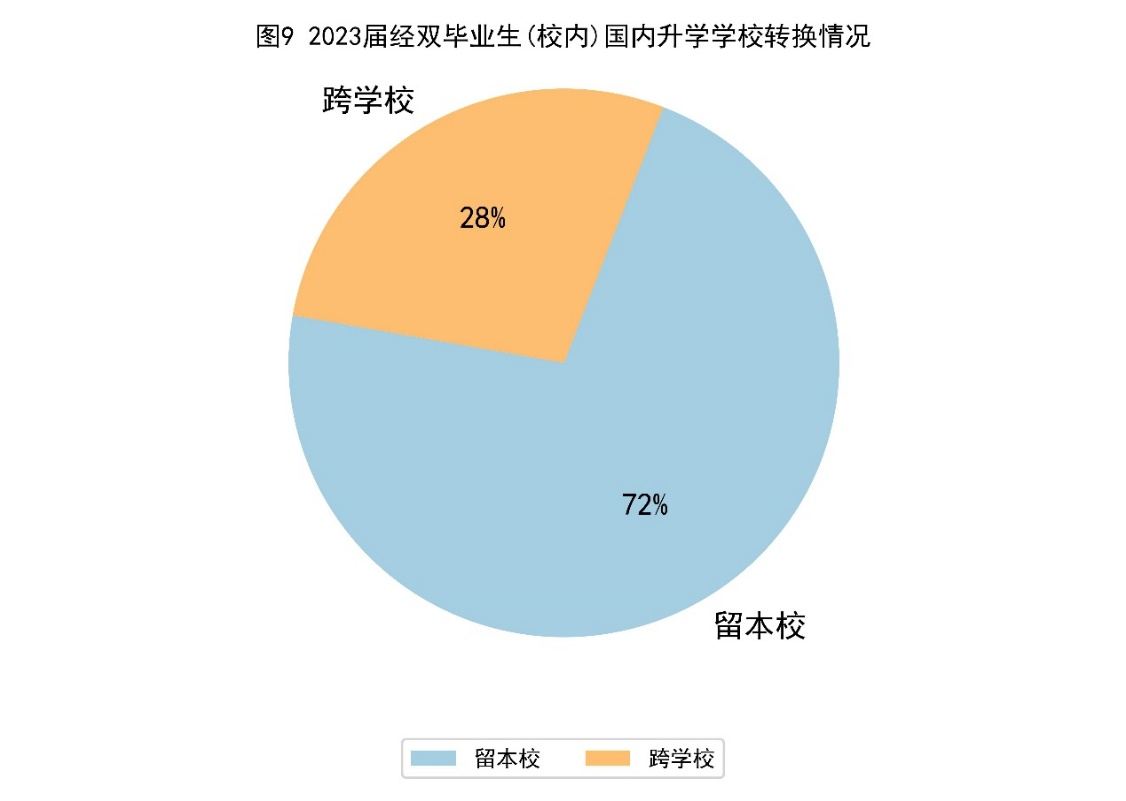 图9 2023届经双毕业生(校内)国内升学学校转换情况
跨学校
28%
72%
留本校
留本校 跨学校